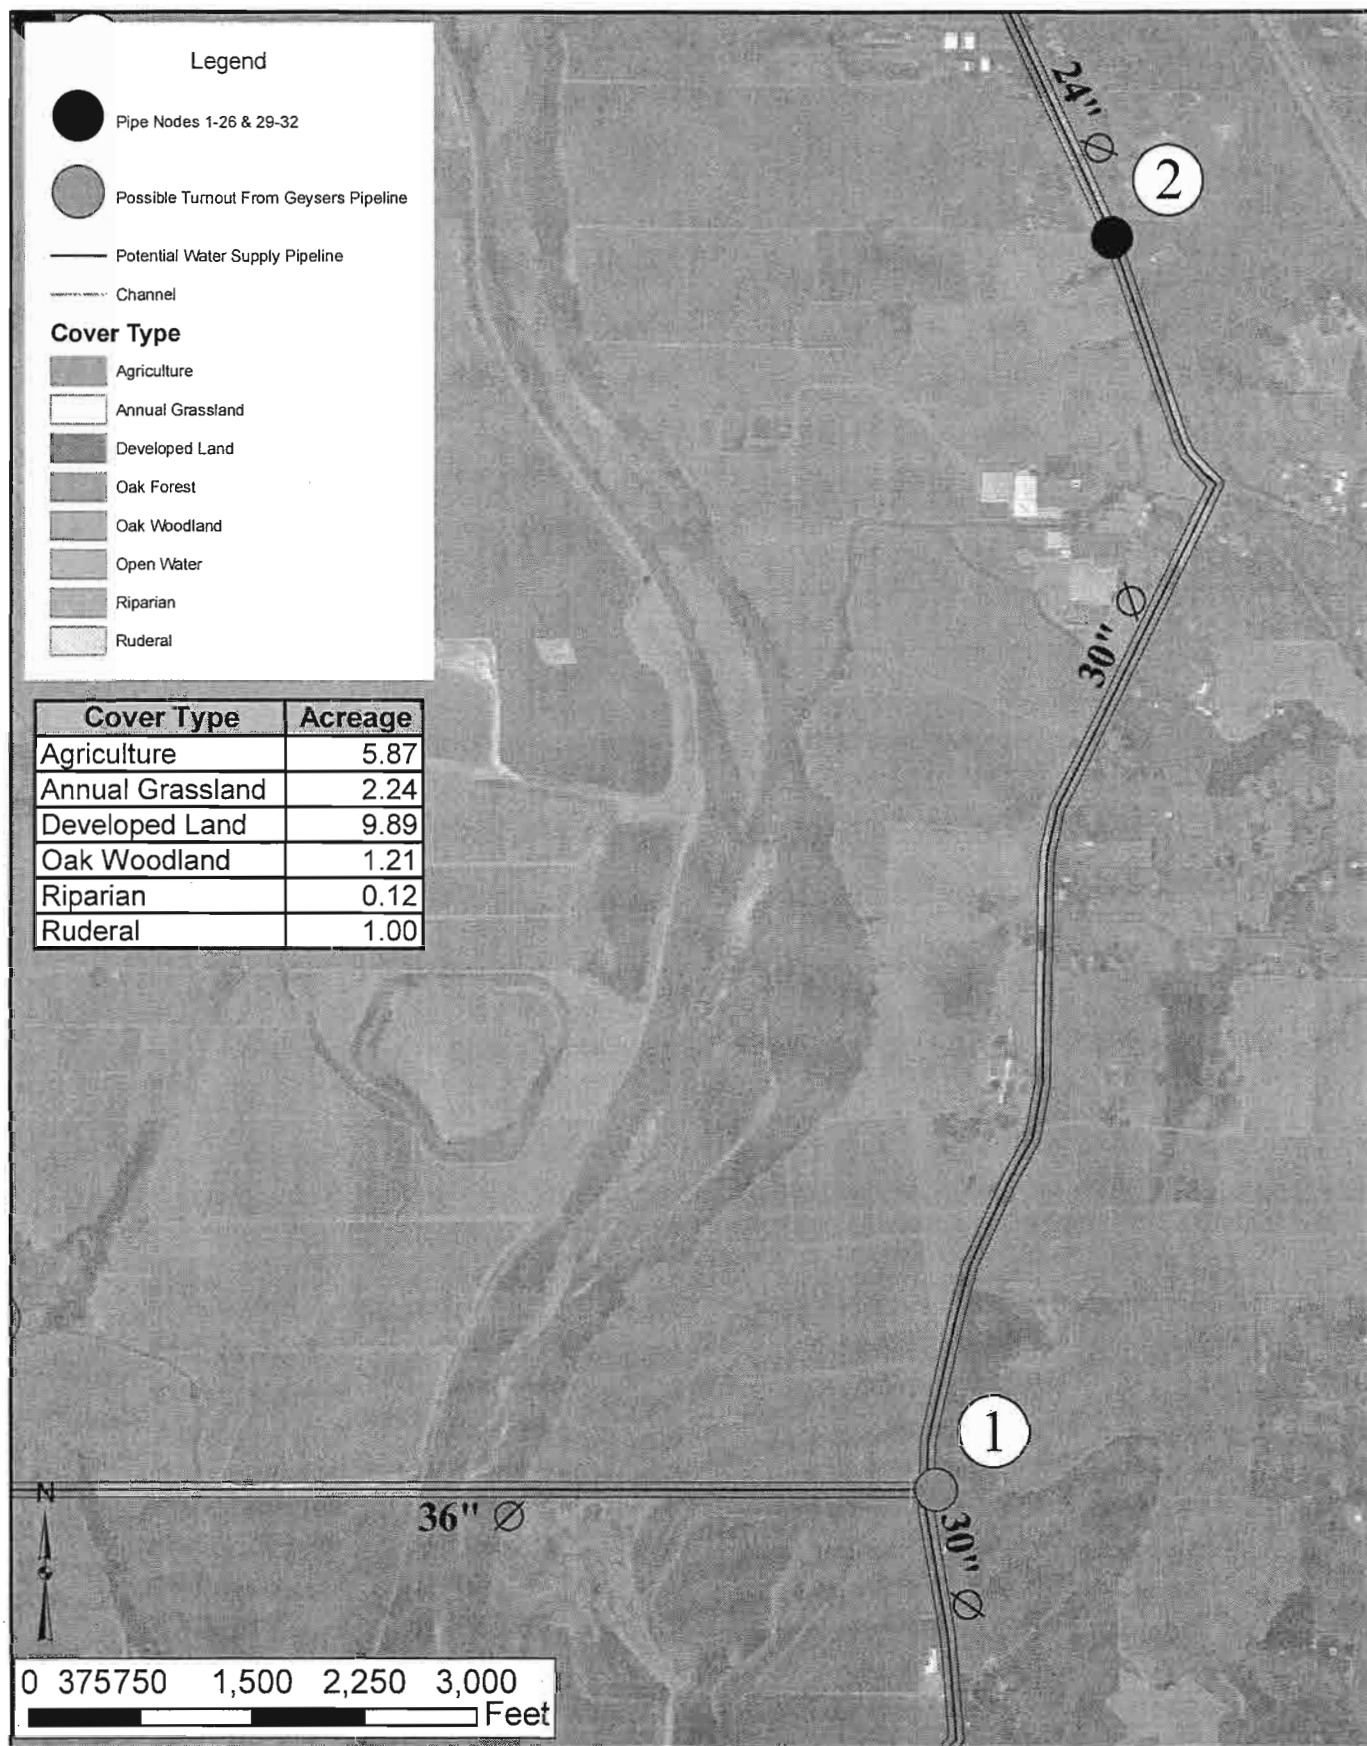 Legend
Pipe Nodes 1-26 & 29-32
Possible Turnout From Geysers Pipeline
Potential Water Supply Pipeline
Channel
Cover Type
Agriculture
Annual Grassland
Developed Land
Oak Forest
Oak Woodland
Open Water
Riparian
Ruderal
Cover Type Acreage
Agriculture 5.87
Annual Grassland 2.24
Developed Land 9.89
Oak Woodland 1.21
Riparian 0.12
Ruderal 1.00
24" Ø
2
30" Ø
1
36" Ø
30" Ø
N
0 375750 1,500 2,250 3,000
Feet